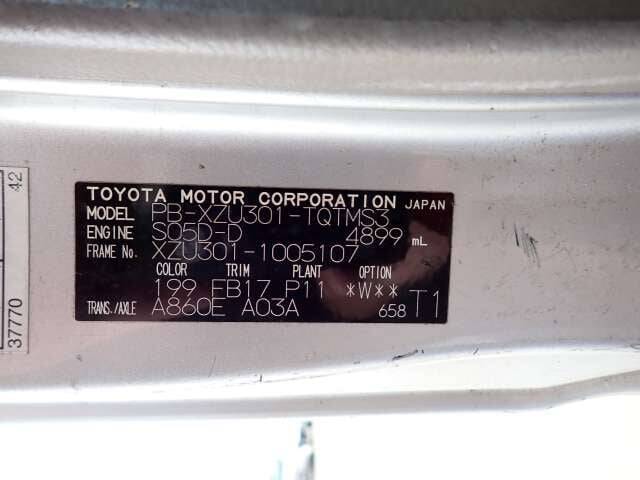 TOYOTA MOTOR CORPORATION JAPAN
MODEL PB-XZU301-TQTMS3
ENGINE S05D-D 4899 mL
FRAME No. XZU301-1005107
COLOR TRIM PLANT OPTION
199 FB17 P11 *W**
TRANS./AXLE A860E A03A 658 T1
37770
42